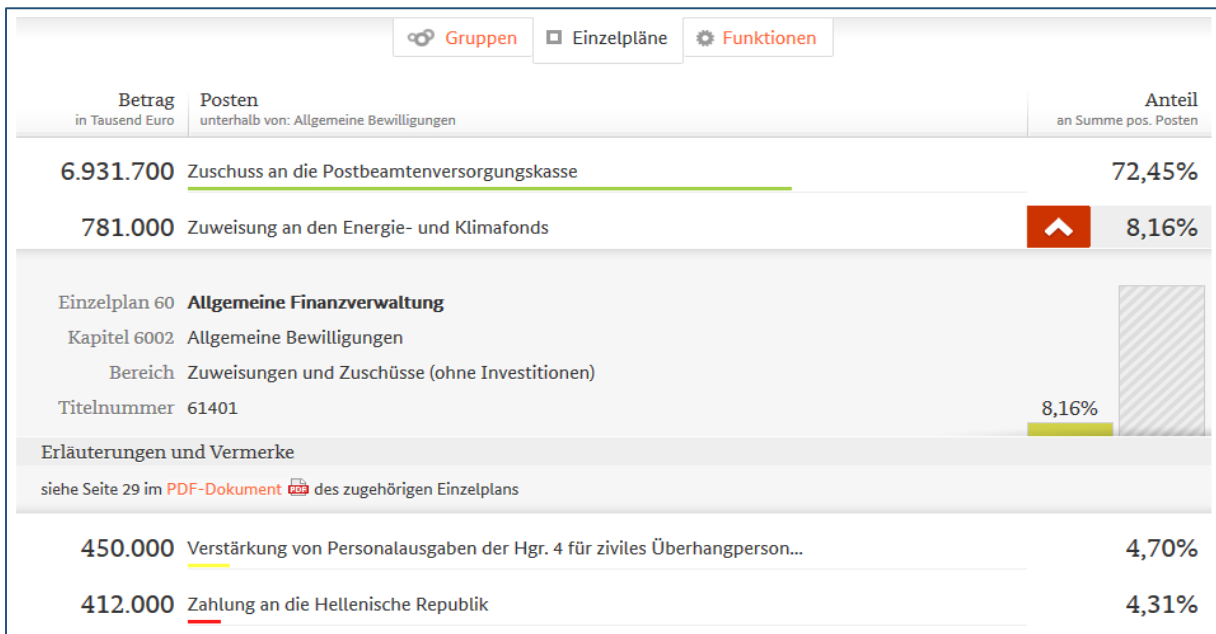 Gruppen Einzelpläne Funktionen
Betrag Posten Anteil
in Tausend Euro unterhalb von: Allgemeine Bewilligungen an Summe pos. Posten
6.931.700 Zuschuss an die Postbeamtenversorgungskasse 72,45%
781.000 Zuweisung an den Energie- und Klimafonds 8,16%
Einzelplan 60 Allgemeine Finanzverwaltung
Kapitel 6002 Allgemeine Bewilligungen
Bereich Zuweisungen und Zuschüsse (ohne Investitionen)
Titelnummer 61401 8,16%
Erläuterungen und Vermerke
siehe Seite 29 im PDF-Dokument PDF des zugehörigen Einzelplans
450.000 Verstärkung von Personalausgaben der Hgr. 4 für ziviles Überhangperson... 4,70%
412.000 Zahlung an die Hellenische Republik 4,31%